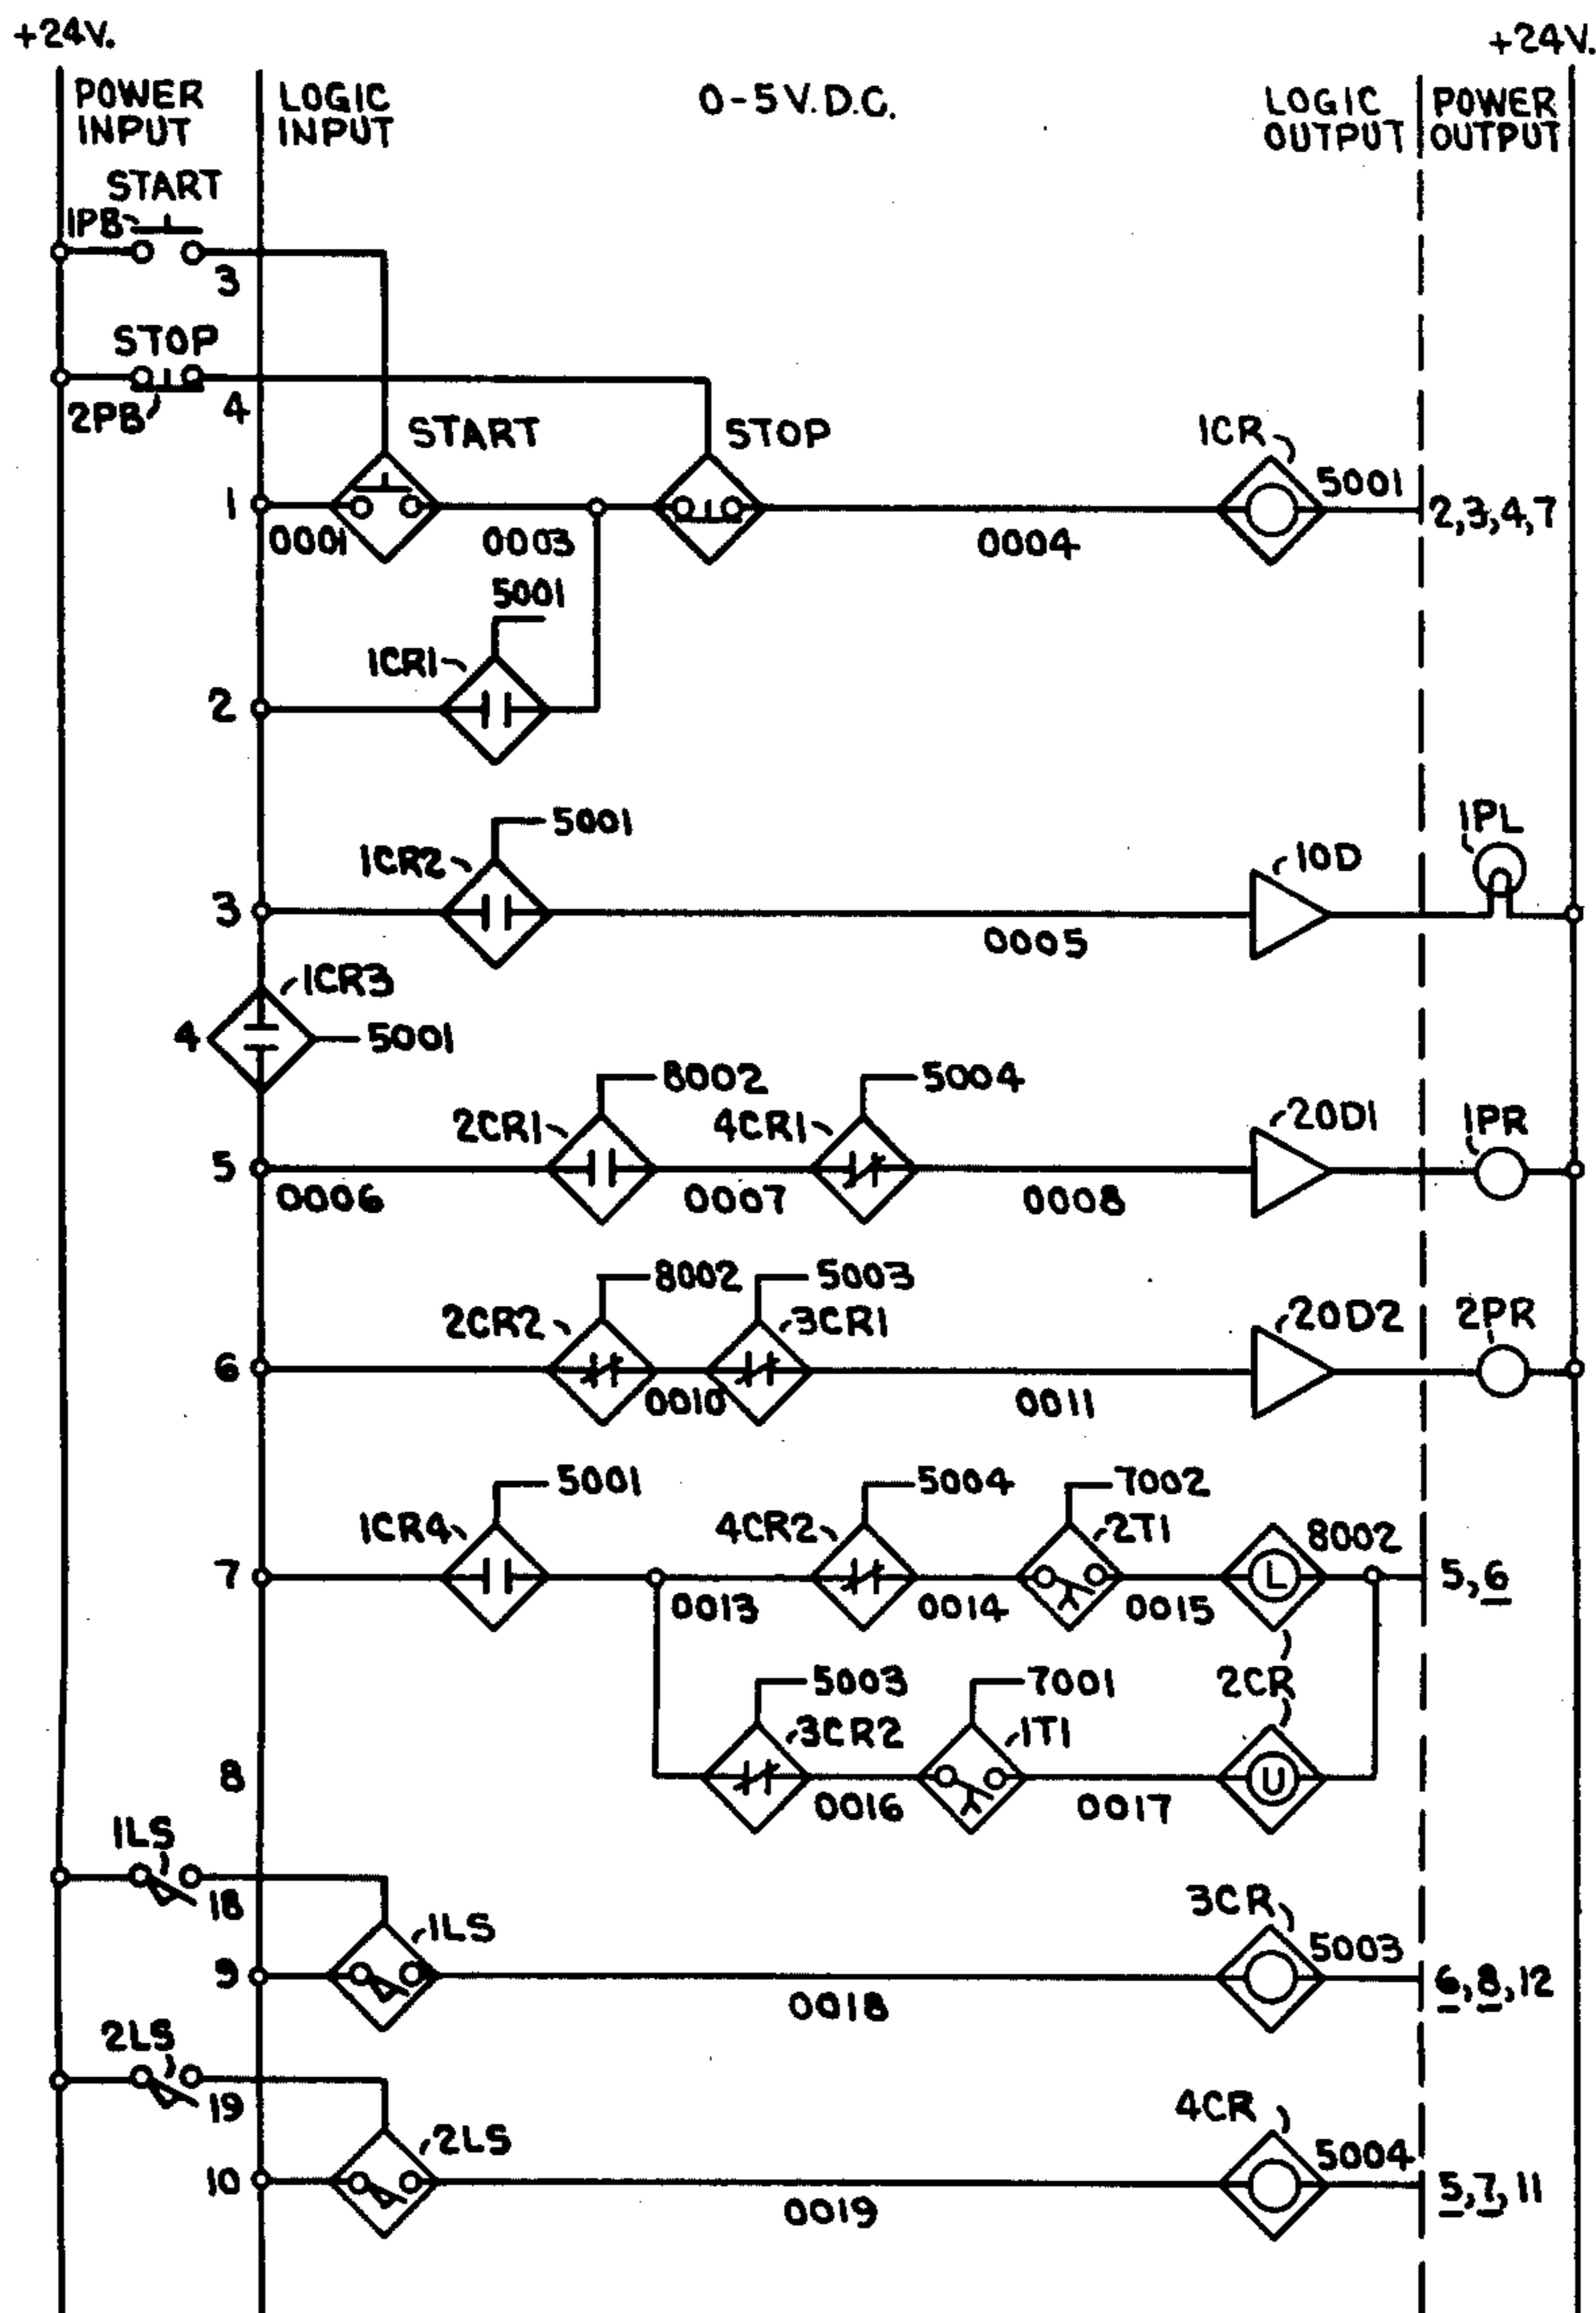 +24V.
+24V.
POWER INPUT
LOGIC INPUT
0-5V.D.C.
LOGIC OUTPUT
POWER OUTPUT
START
1PB
3
STOP
2PB
4
START
STOP
1CR
5001
1
0001
0003
0004
2,3,4,7
5001
1CR1
2
5001
1CR2
3
0005
10D
1PL
1CR3
4
5001
8002
5004
2CR1
4CR1
20D1
1PR
5
0006
0007
0008
8002
5003
2CR2
3CR1
20D2
2PR
6
0010
0011
5001
5004
7002
1CR4
4CR2
2T1
8002
7
L
5,6
0013
0014
0015
2CR
5003
7001
3CR2
1T1
8
U
0016
0017
1LS
18
1LS
3CR
5003
9
0018
6,8,12
2LS
19
2LS
4CR
5004
10
0019
5,7,11